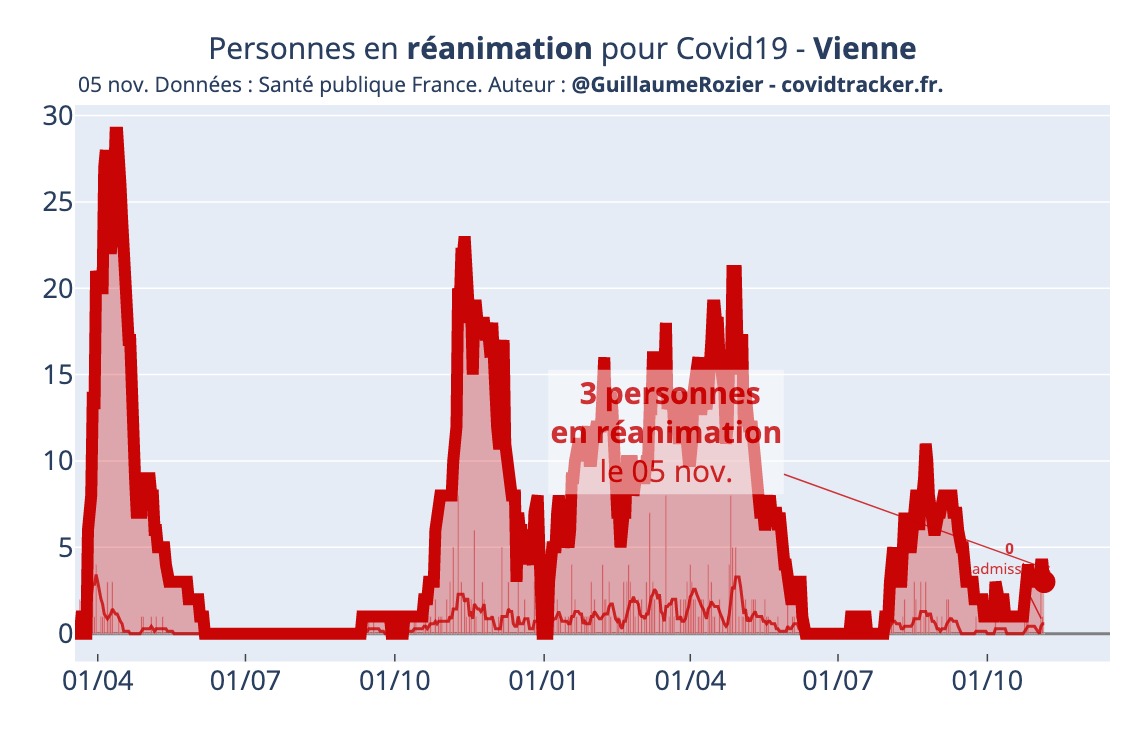 Personnes en réanimation pour Covid19 - Vienne
05 nov. Données : Santé publique France. Auteur : @GuillaumeRozier - covidtracker.fr.
30
25
20
15
10
5
0
3 personnes
en réanimation
le 05 nov.
0
01/04 01/07 01/10 01/01 01/04 01/07 01/10